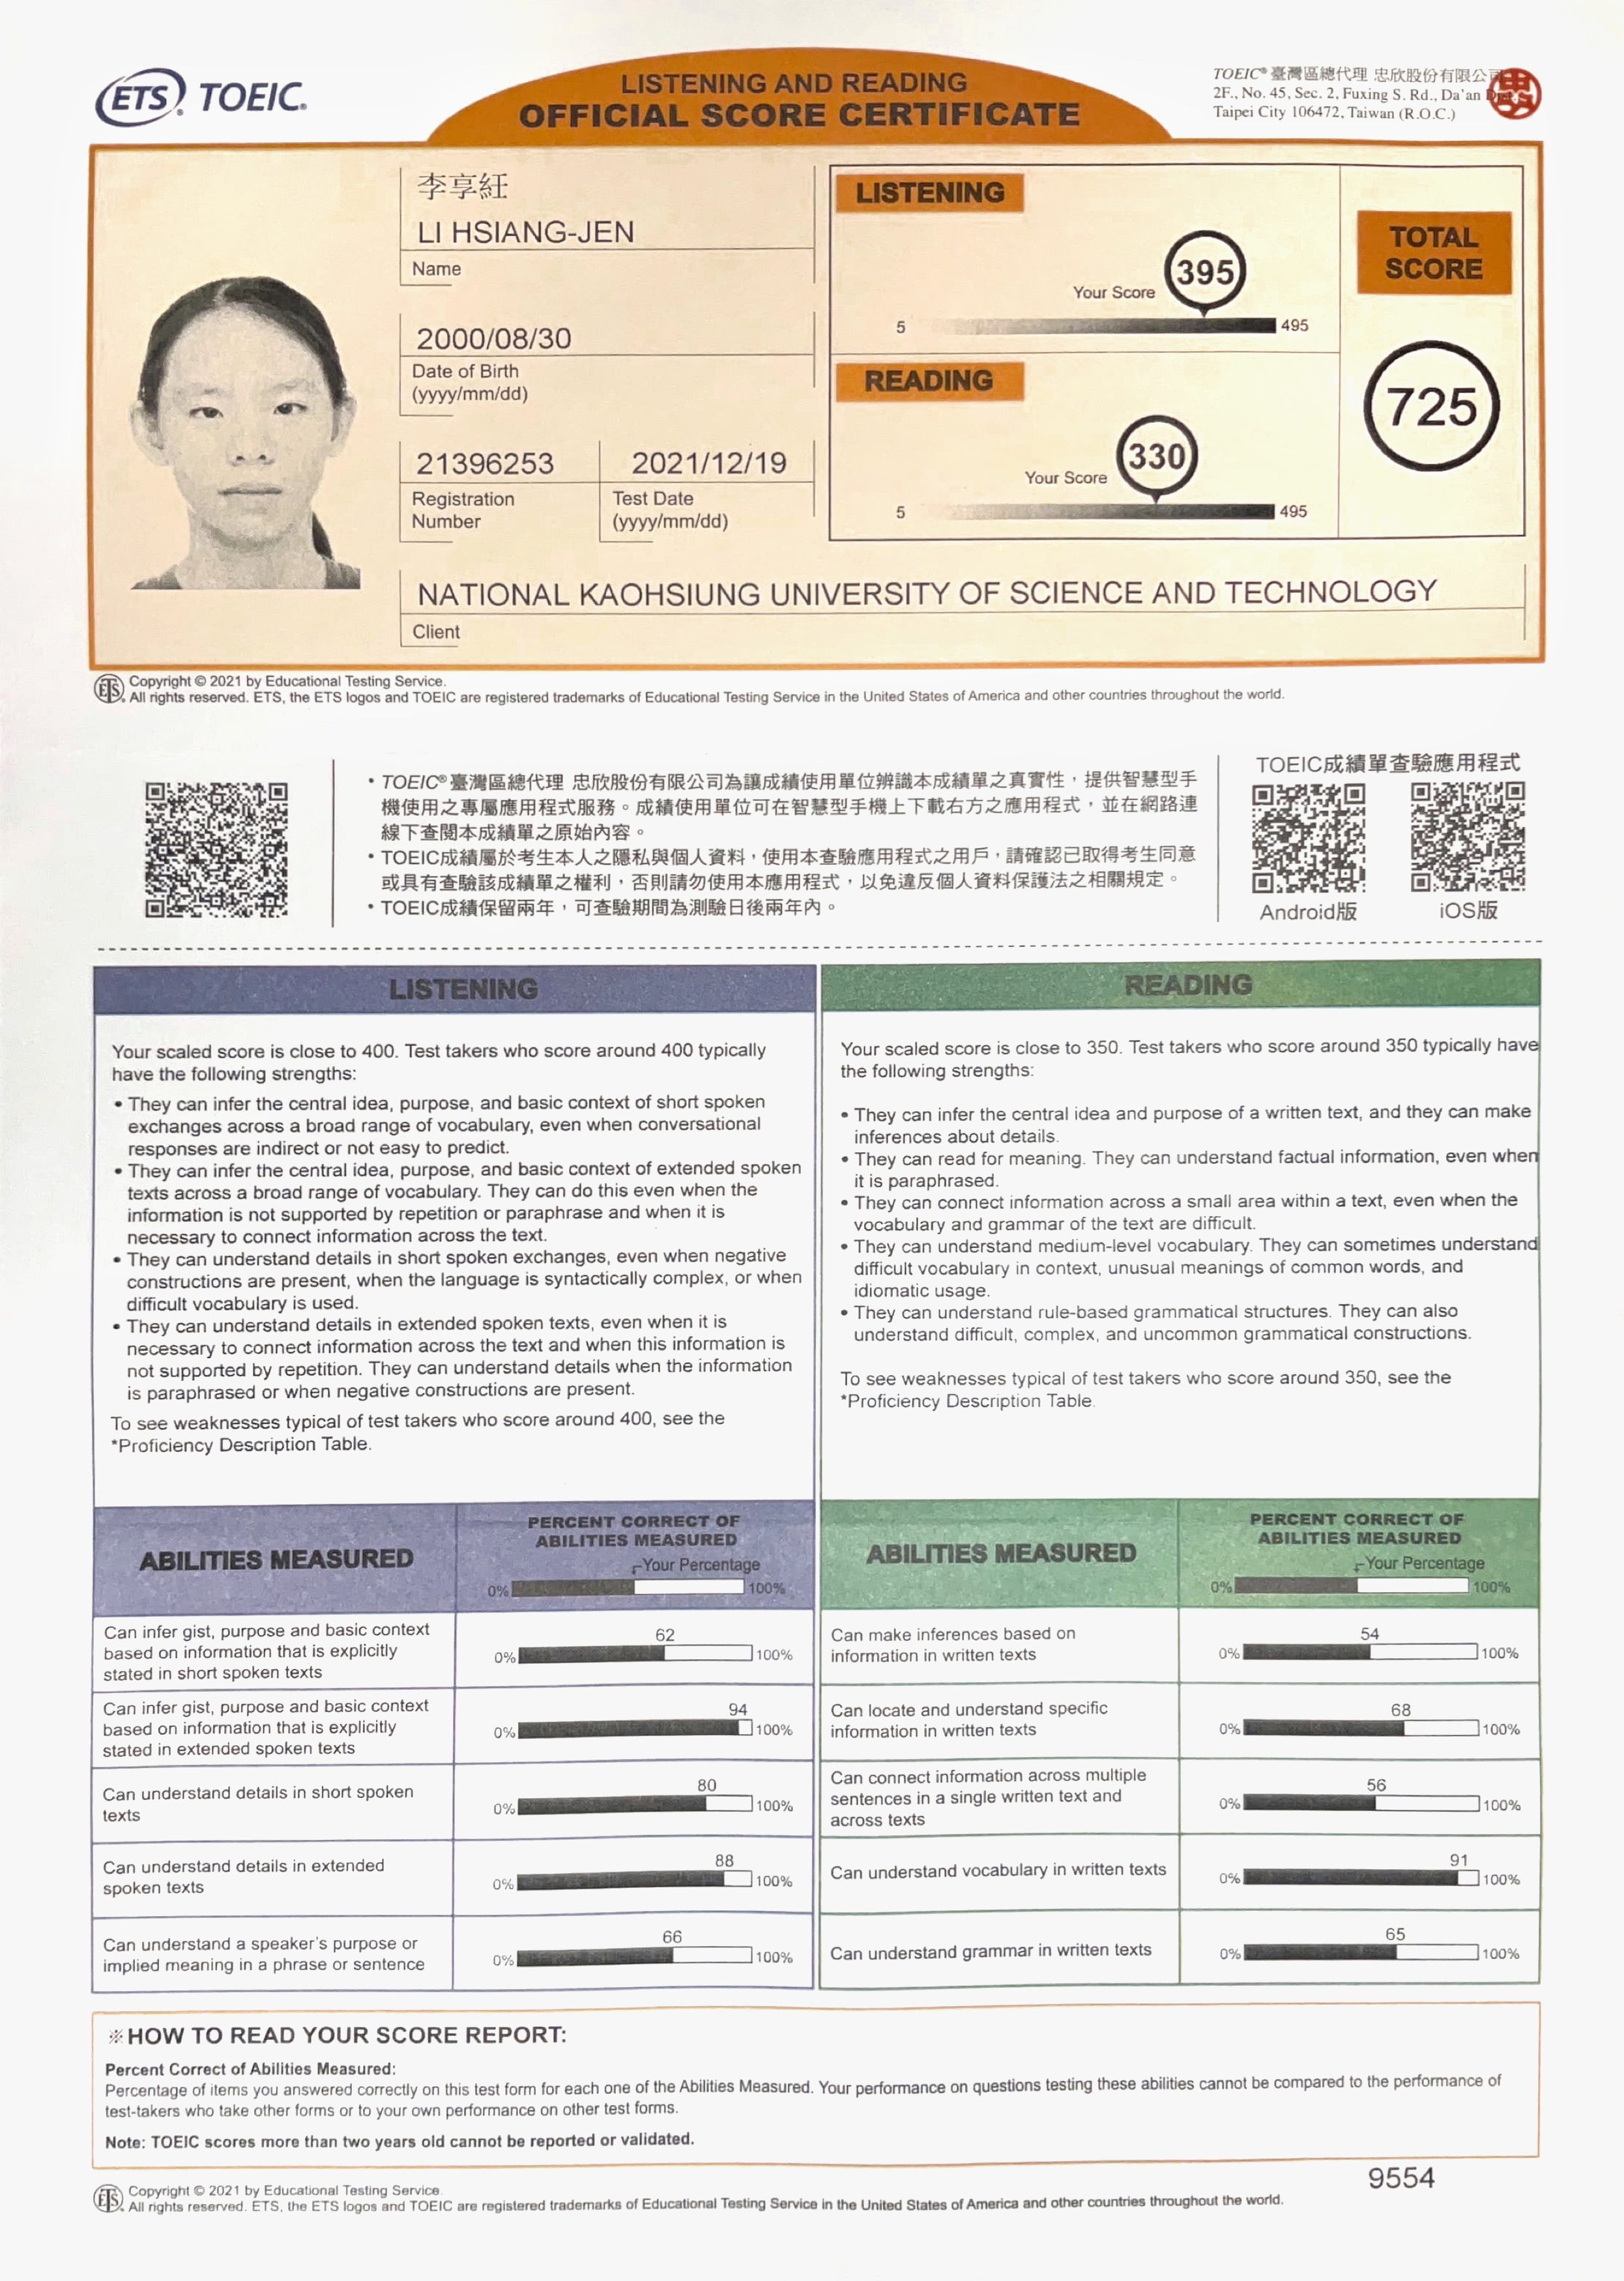 ETS® TOEIC®
LISTENING AND READING
OFFICIAL SCORE CERTIFICATE
TOEIC® 臺灣區總代理 忠欣股份有限公司
2F., No. 45, Sec. 2, Fuxing S. Rd., Da'an
Taipei City 106472, Taiwan (R.O.C.)
李享紝
LI HSIANG-JEN
Name
2000/08/30
Date of Birth
(yyyy/mm/dd)
21396253
Registration
Number
2021/12/19
Test Date
(yyyy/mm/dd)
LISTENING
395
Your Score
5 495
READING
330
Your Score
5 495
TOTAL
SCORE
725
NATIONAL KAOHSIUNG UNIVERSITY OF SCIENCE AND TECHNOLOGY
Client
ETS® Copyright © 2021 by Educational Testing Service.
All rights reserved. ETS, the ETS logos and TOEIC are registered trademarks of Educational Testing Service in the United States of America and other countries throughout the world.
• TOEIC®臺灣區總代理 忠欣股份有限公司為讓成績使用單位辨識本成績單之真實性，提供智慧型手
機使用之專屬應用程式服務。成績使用單位可在智慧型手機上下載右方之應用程式，並在網路連
線下查閱本成績單之原始內容。
• TOEIC成績屬於考生本人之隱私與個人資料，使用本查驗應用程式之用戶，請確認已取得考生同意
或具有查驗該成績單之權利，否則請勿使用本應用程式，以免違反個人資料保護法之相關規定。
• TOEIC成績保留兩年，可查驗期間為測驗日後兩年內。
TOEIC成績單查驗應用程式
Android版 iOS版
LISTENING
Your scaled score is close to 400. Test takers who score around 400 typically
have the following strengths:
• They can infer the central idea, purpose, and basic context of short spoken
exchanges across a broad range of vocabulary, even when conversational
responses are indirect or not easy to predict.
• They can infer the central idea, purpose, and basic context of extended spoken
texts across a broad range of vocabulary. They can do this even when the
information is not supported by repetition or paraphrase and when it is
necessary to connect information across the text.
• They can understand details in short spoken exchanges, even when negative
constructions are present, when the language is syntactically complex, or when
difficult vocabulary is used.
• They can understand details in extended spoken texts, even when it is
necessary to connect information across the text and when this information is
not supported by repetition. They can understand details when the information
is paraphrased or when negative constructions are present.
To see weaknesses typical of test takers who score around 400, see the
*Proficiency Description Table.
READING
Your scaled score is close to 350. Test takers who score around 350 typically have
the following strengths:
• They can infer the central idea and purpose of a written text, and they can make
inferences about details.
• They can read for meaning. They can understand factual information, even when
it is paraphrased.
• They can connect information across a small area within a text, even when the
vocabulary and grammar of the text are difficult.
• They can understand medium-level vocabulary. They can sometimes understand
difficult vocabulary in context, unusual meanings of common words, and
idiomatic usage.
• They can understand rule-based grammatical structures. They can also
understand difficult, complex, and uncommon grammatical constructions.
To see weaknesses typical of test takers who score around 350, see the
*Proficiency Description Table.
ABILITIES MEASURED
PERCENT CORRECT OF
ABILITIES MEASURED
Your Percentage
0% 100%
Can infer gist, purpose and basic context
based on information that is explicitly
stated in short spoken texts
62
0% 100%
Can infer gist, purpose and basic context
based on information that is explicitly
stated in extended spoken texts
94
0% 100%
Can understand details in short spoken
texts
80
0% 100%
Can understand details in extended
spoken texts
88
0% 100%
Can understand a speaker's purpose or
implied meaning in a phrase or sentence
66
0% 100%
ABILITIES MEASURED
PERCENT CORRECT OF
ABILITIES MEASURED
Your Percentage
0% 100%
Can make inferences based on
information in written texts
54
0% 100%
Can locate and understand specific
information in written texts
68
0% 100%
Can connect information across multiple
sentences in a single written text and
across texts
56
0% 100%
Can understand vocabulary in written texts
91
0% 100%
Can understand grammar in written texts
65
0% 100%
※HOW TO READ YOUR SCORE REPORT:
Percent Correct of Abilities Measured:
Percentage of items you answered correctly on this test form for each one of the Abilities Measured. Your performance on questions testing these abilities cannot be compared to the performance of
test-takers who take other forms or to your own performance on other test forms.
Note: TOEIC scores more than two years old cannot be reported or validated.
9554
ETS® Copyright © 2021 by Educational Testing Service.
All rights reserved. ETS, the ETS logos and TOEIC are registered trademarks of Educational Testing Service in the United States of America and other countries throughout the world.